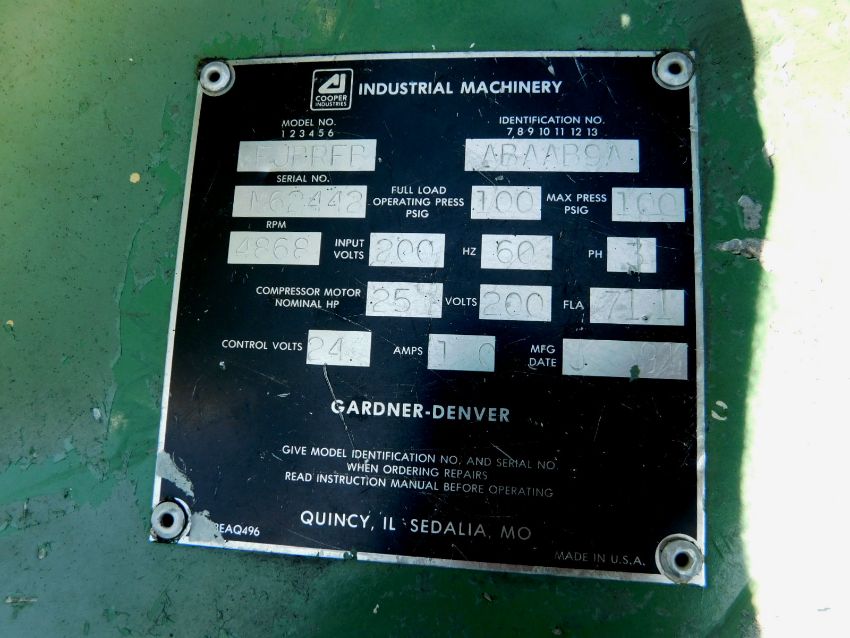 COOPER
INDUSTRIES
INDUSTRIAL MACHINERY
MODEL NO.
1 2 3 4 5 6
IDENTIFICATION NO.
7 8 9 10 11 12 13
ABAAB9A
SERIAL NO.
M62442
FULL LOAD
OPERATING PRESS
PSIG
100
MAX PRESS
PSIG
100
RPM
4868
INPUT
VOLTS
200
HZ
60
PH
3
COMPRESSOR MOTOR
NOMINAL HP
25
VOLTS
200
FLA
71.1
CONTROL VOLTS
24
AMPS
1.0
MFG
DATE
GARDNER-DENVER
GIVE MODEL IDENTIFICATION NO. AND SERIAL NO.
WHEN ORDERING REPAIRS
READ INSTRUCTION MANUAL BEFORE OPERATING
QUINCY, IL SEDALIA, MO
MADE IN U.S.A.